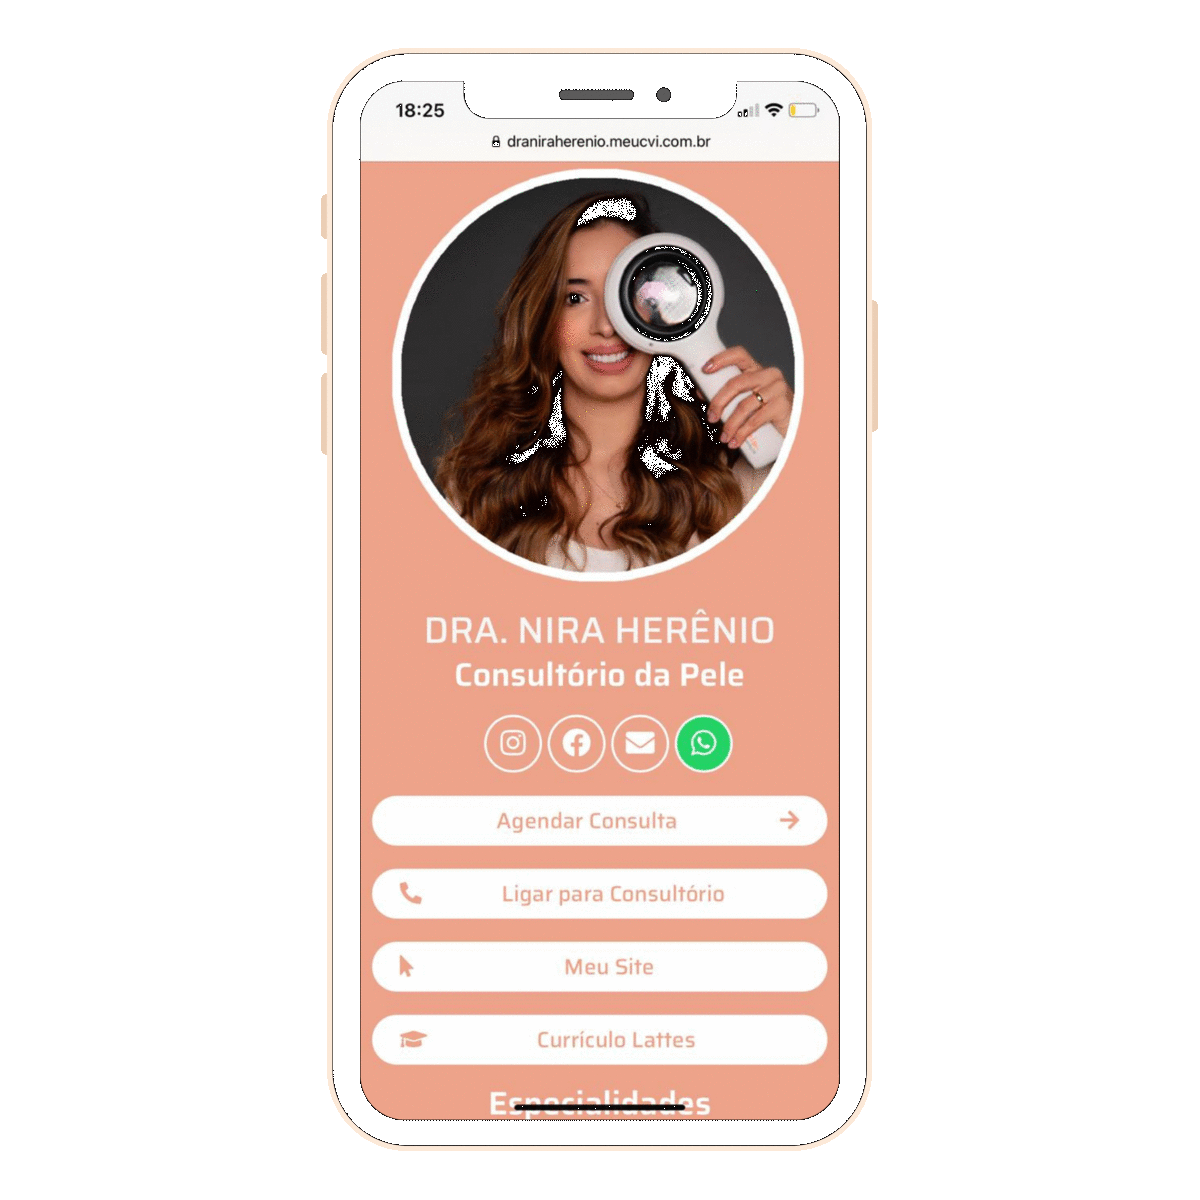 18:25
draniraherenio.meucvi.com.br
DRA. NIRA HERÊNIO
Consultório da Pele
Agendar Consulta
Ligar para Consultório
Meu Site
Currículo Lattes
Especialidades